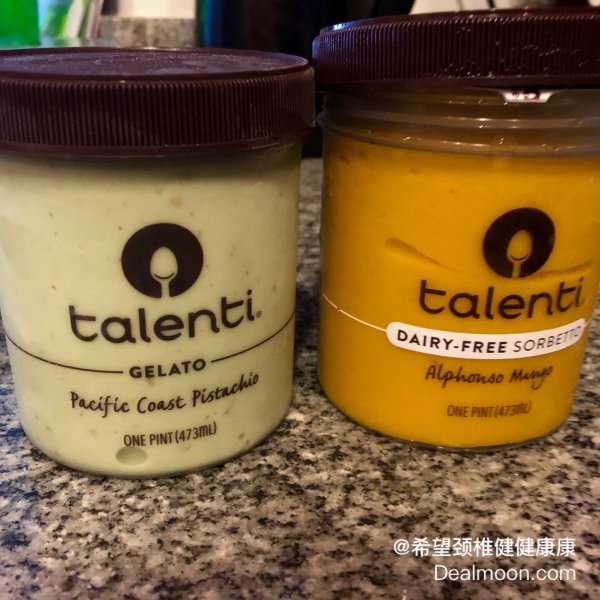 talenti®
GELATO
Pacific Coast Pistachio
ONE PINT (473mL)
talenti®
DAIRY-FREE SORBETTO
Alphonso Mango
ONE PINT (473mL)
@希望颈椎健健康康
Dealmoon.com